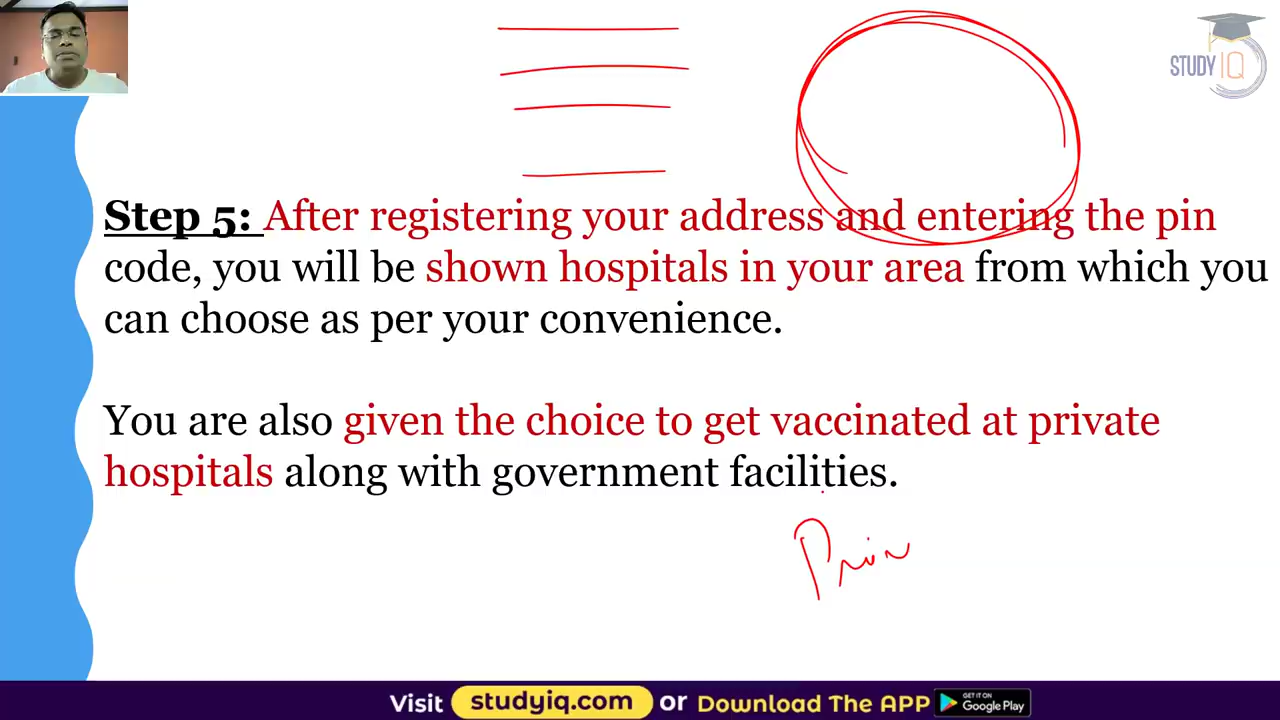 STUDY IQ
Step 5: After registering your address and entering the pin
code, you will be shown hospitals in your area from which you
can choose as per your convenience.
You are also given the choice to get vaccinated at private
hospitals along with government facilities.
Visit studyiq.com or Download The APP GET IT ON Google Play